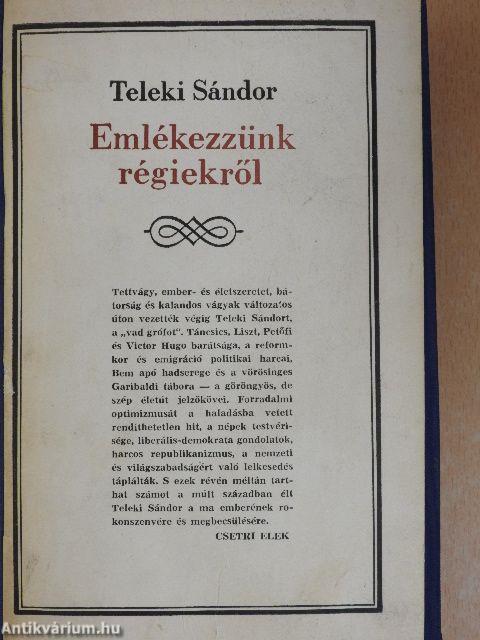 Teleki Sándor
Emlékezzünk
régiekről
Tettvágy, ember- és életszeretet, bá-
torság és kalandos vágyak változatos
úton vezették végig Teleki Sándort,
a „vad grófot". Táncsics, Liszt, Petőfi
és Victor Hugo barátsága, a reform-
kor és emigráció politikai harcai,
Bem apó hadserege és a vörösinges
Garibaldi tábora — a göröngyös, de
szép életút jelzőkövei. Forradalmi
optimizmusát a haladásba vetett
rendíthetetlen hit, a népek testvéri-
sége, liberális-demokrata gondolatok,
harcos republikanizmus, a nemzeti
és világszabadságért való lelkesedés
táplálták. S ezek révén méltán tart-
hat számot a múlt században élt
Teleki Sándor a ma emberének ro-
konszenvére és megbecsülésére.
CSETRI ELEK
Antikvárium.hu